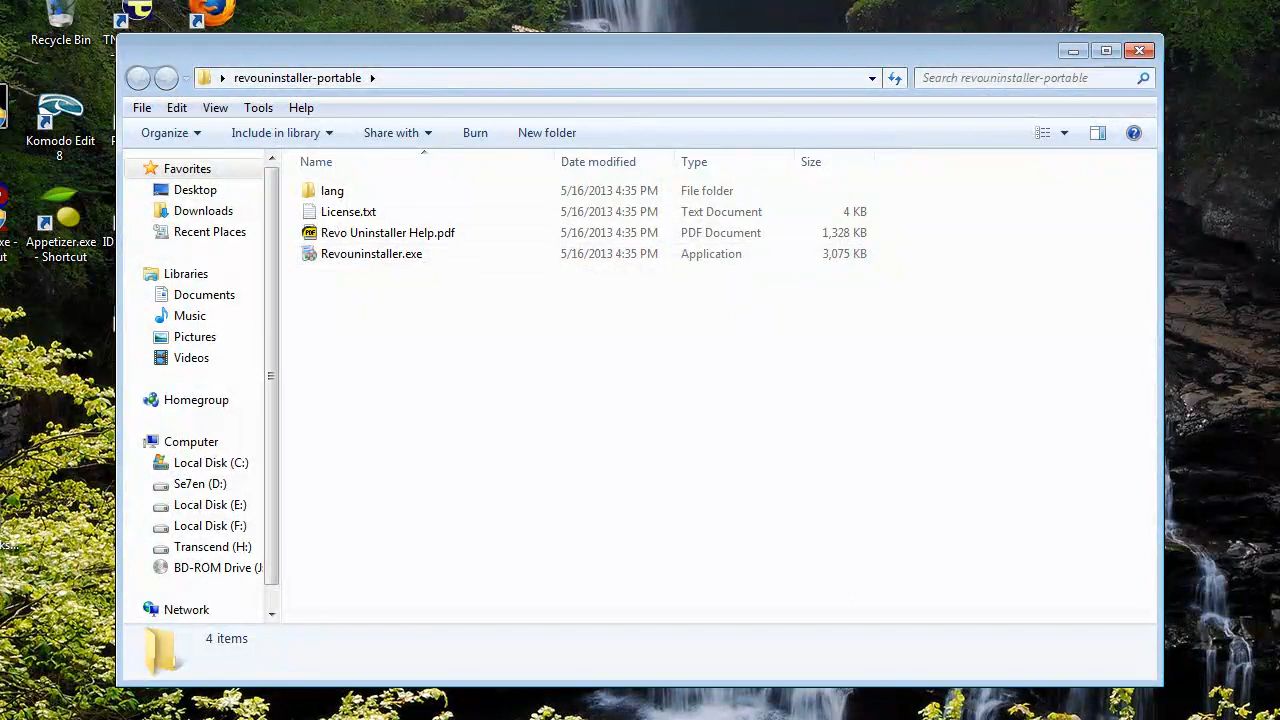 Recycle Bin
Komodo Edit
8
Appetizer.exe
- Shortcut
revouninstaller-portable
Search revouninstaller-portable
File Edit View Tools Help
Organize Include in library Share with Burn New folder
Name Date modified Type Size
Favorites
Desktop
Downloads
Recent Places
Libraries
Documents
Music
Pictures
Videos
Homegroup
Computer
Local Disk (C:)
Se7en (D:)
Local Disk (E:)
Local Disk (F:)
Transcend (H:)
BD-ROM Drive (J
Network
lang 5/16/2013 4:35 PM File folder
License.txt 5/16/2013 4:35 PM Text Document 4 KB
Revo Uninstaller Help.pdf 5/16/2013 4:35 PM PDF Document 1,328 KB
Revouninstaller.exe 5/16/2013 4:35 PM Application 3,075 KB
4 items